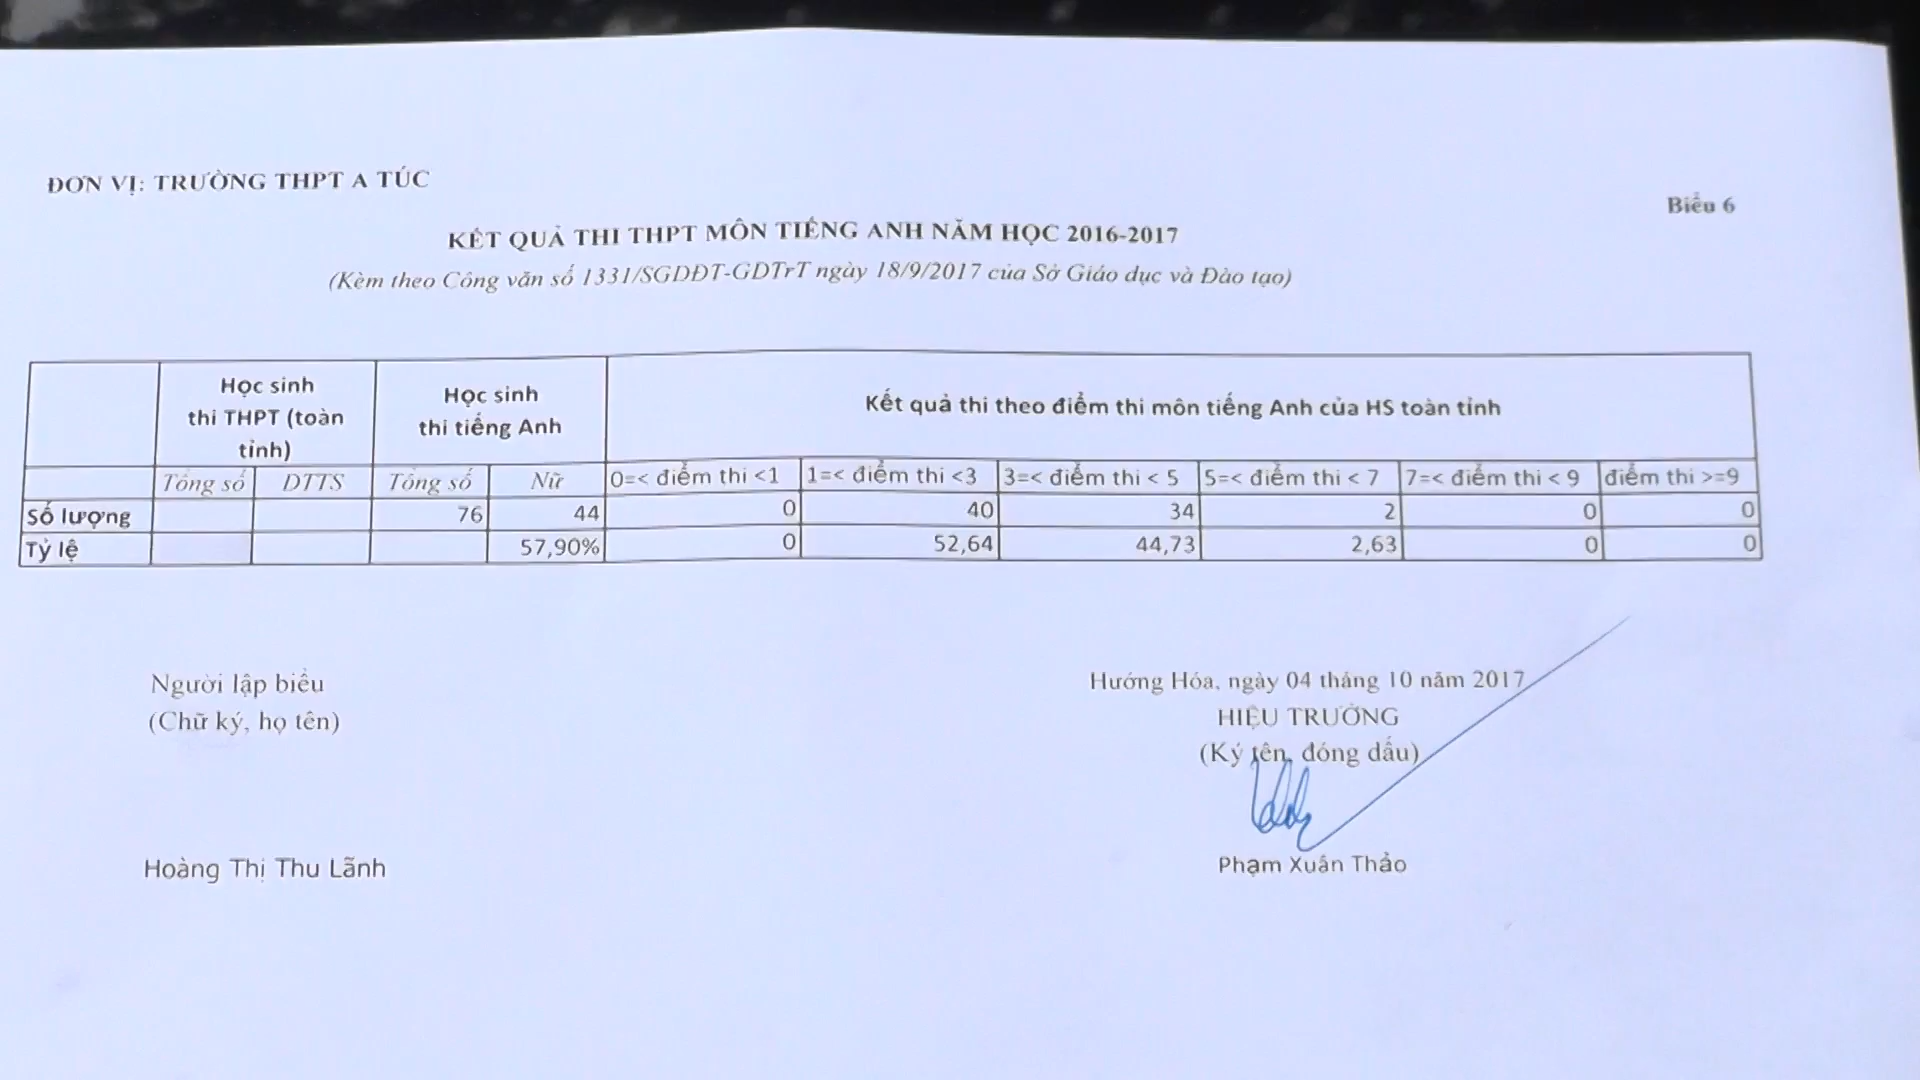 ĐƠN VỊ: TRƯỜNG THPT A TÚC
Biểu 6
KẾT QUẢ THI THPT MÔN TIẾNG ANH NĂM HỌC 2016-2017
(Kèm theo Công văn số 1331/SGDĐT-GDTrT ngày 18/9/2017 của Sở Giáo dục và Đào tạo)
Học sinh
thi THPT (toàn
tỉnh)
Học sinh
thi tiếng Anh
Kết quả thi theo điểm thi môn tiếng Anh của HS toàn tỉnh
Tổng số DTTS Tổng số Nữ 0=< điểm thi <1 1=< điểm thi <3 3=< điểm thi < 5 5=< điểm thi < 7 7=< điểm thi < 9 điểm thi >=9
Số lượng 76 44 0 40 34 2 0 0
Tỷ lệ 57,90% 0 52,64 44,73 2,63 0 0
Người lập biểu
(Chữ ký, họ tên)
Hướng Hóa, ngày 04 tháng 10 năm 2017
HIỆU TRƯỞNG
(Ký tên, đóng dấu)
Hoàng Thị Thu Lãnh
Phạm Xuân Thảo